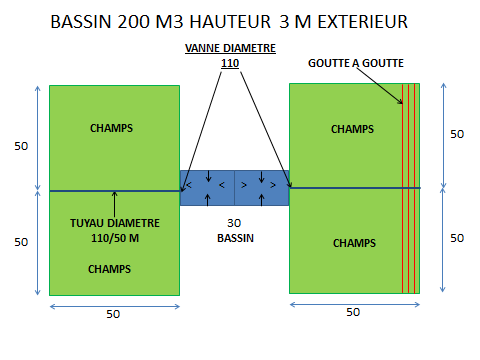 BASSIN 200 M3 HAUTEUR 3 M EXTERIEUR
VANNE DIAMETRE
110
GOUTTE A GOUTTE
50
CHAMPS
CHAMPS
50
< < > >
50
TUYAU DIAMETRE
110/50 M
CHAMPS
30
BASSIN
CHAMPS
50
50
50